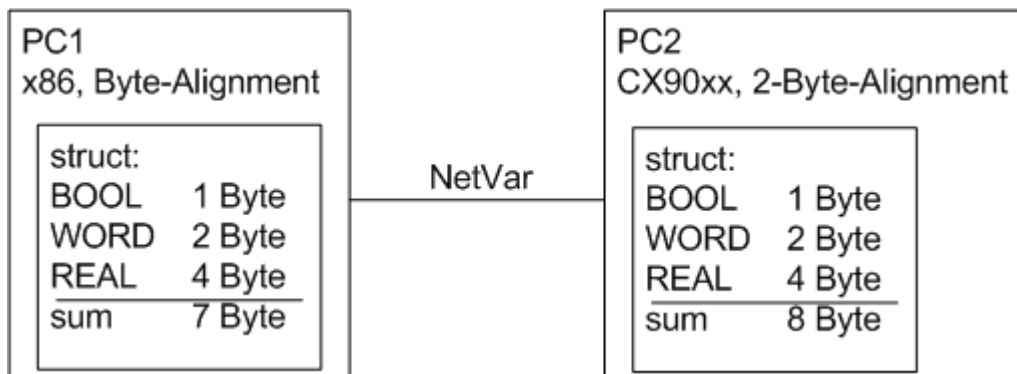 PC1
x86, Byte-Alignment
struct:
BOOL 1 Byte
WORD 2 Byte
REAL 4 Byte
sum 7 Byte
NetVar
PC2
CX90xx, 2-Byte-Alignment
struct:
BOOL 1 Byte
WORD 2 Byte
REAL 4 Byte
sum 8 Byte